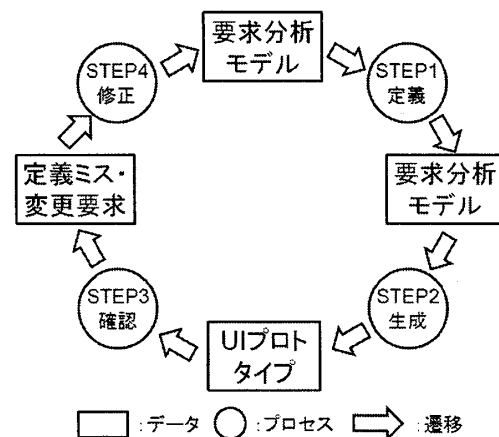 要求分析
モデル
STEP1
定義
要求分析
モデル
STEP2
生成
UIプロト
タイプ
STEP3
確認
定義ミス・
変更要求
STEP4
修正
:データ :プロセス :遷移